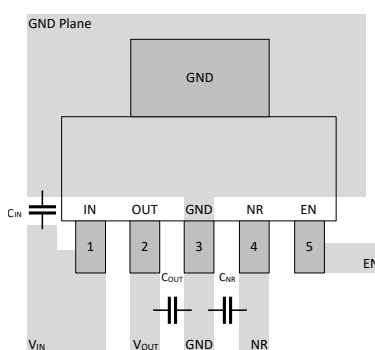 GND Plane
GND
IN OUT GND NR EN
CIN
1 2 3 4 5
EN
COUT CNR
VIN VOUT GND NR